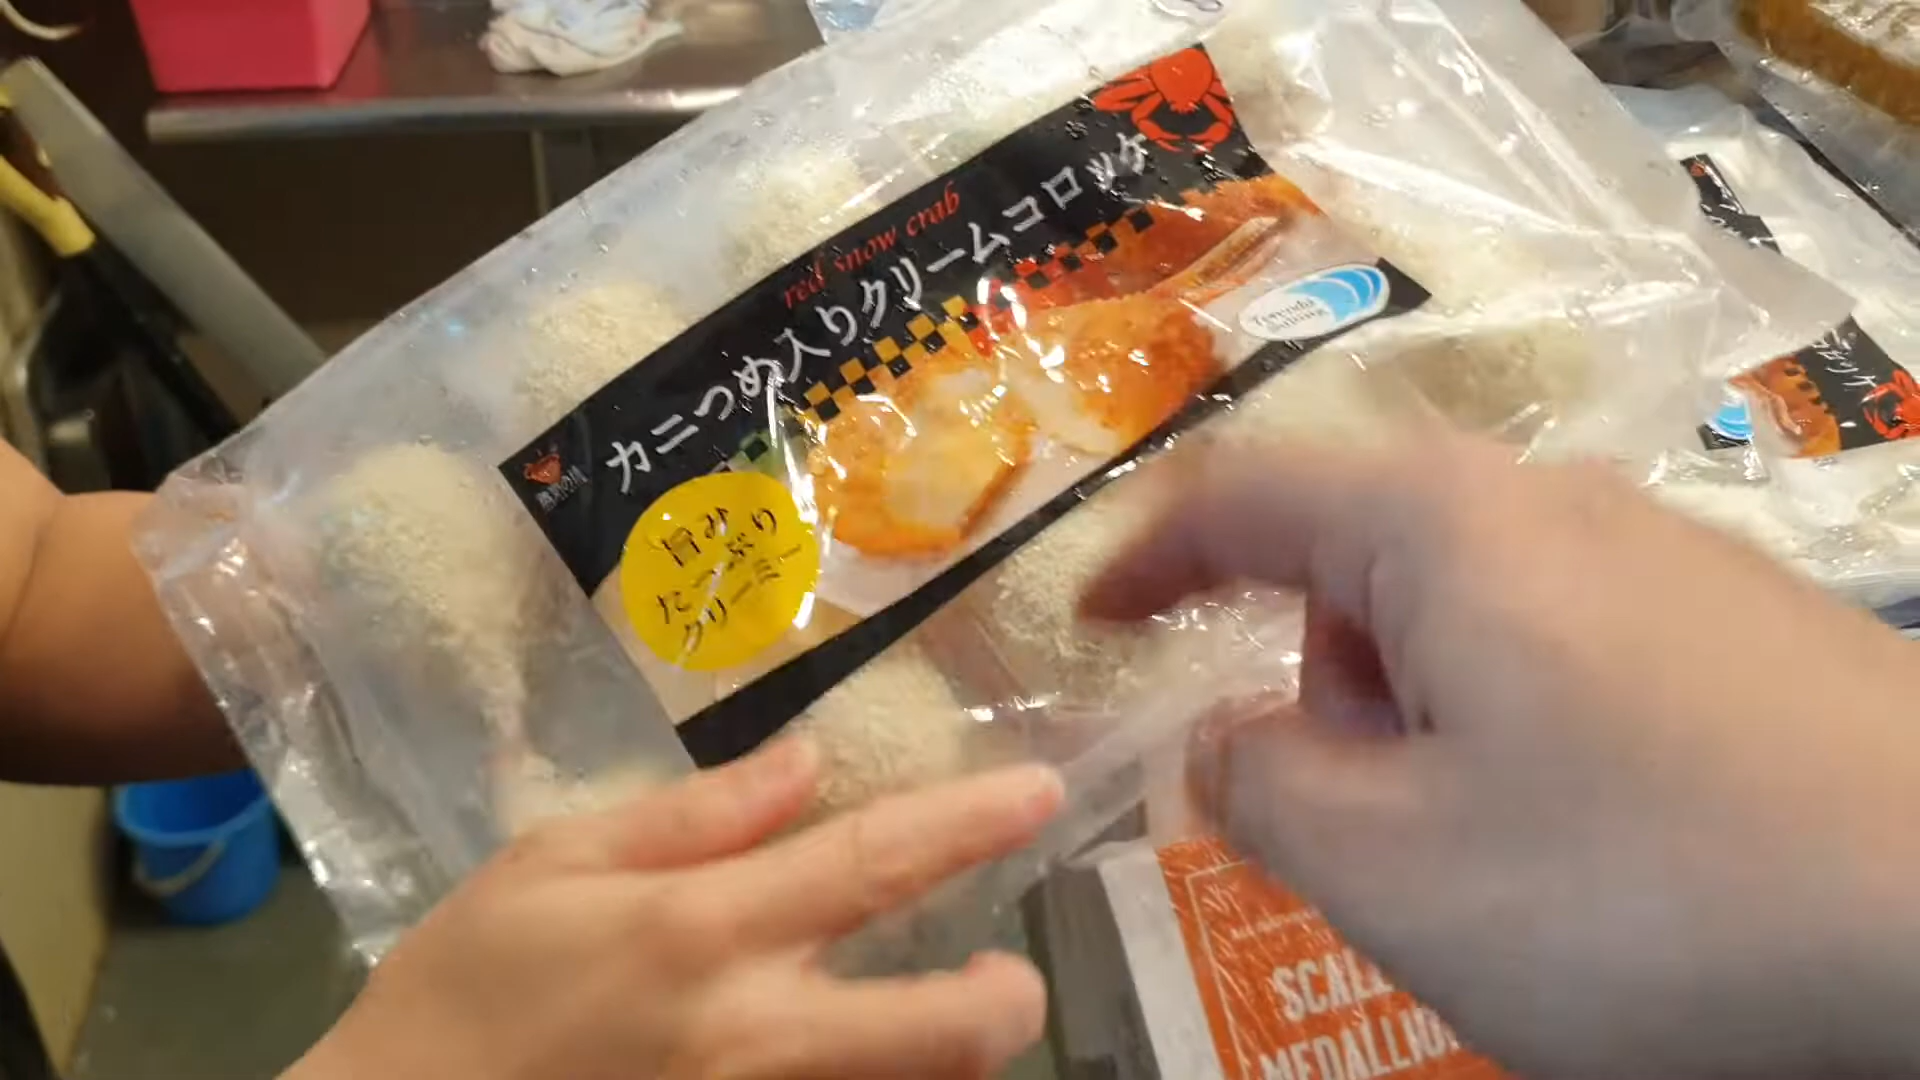 red snow crab
カニつめ入りクリームコロッケ
旨み
たっぷり
クリーミー
SCAL
MEDALLIO